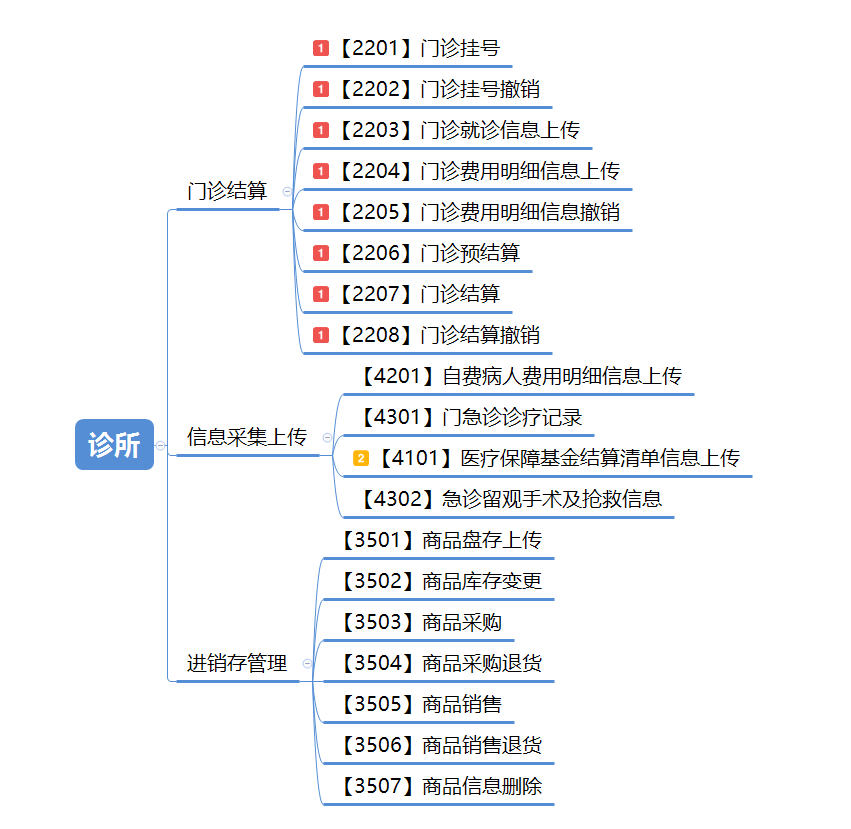 诊所
门诊结算
1 【2201】门诊挂号
1 【2202】门诊挂号撤销
1 【2203】门诊就诊信息上传
1 【2204】门诊费用明细信息上传
1 【2205】门诊费用明细信息撤销
1 【2206】门诊预结算
1 【2207】门诊结算
1 【2208】门诊结算撤销
信息采集上传
【4201】自费病人费用明细信息上传
【4301】门急诊诊疗记录
2 【4101】医疗保障基金结算清单信息上传
【4302】急诊留观手术及抢救信息
进销存管理
【3501】商品盘存上传
【3502】商品库存变更
【3503】商品采购
【3504】商品采购退货
【3505】商品销售
【3506】商品销售退货
【3507】商品信息删除